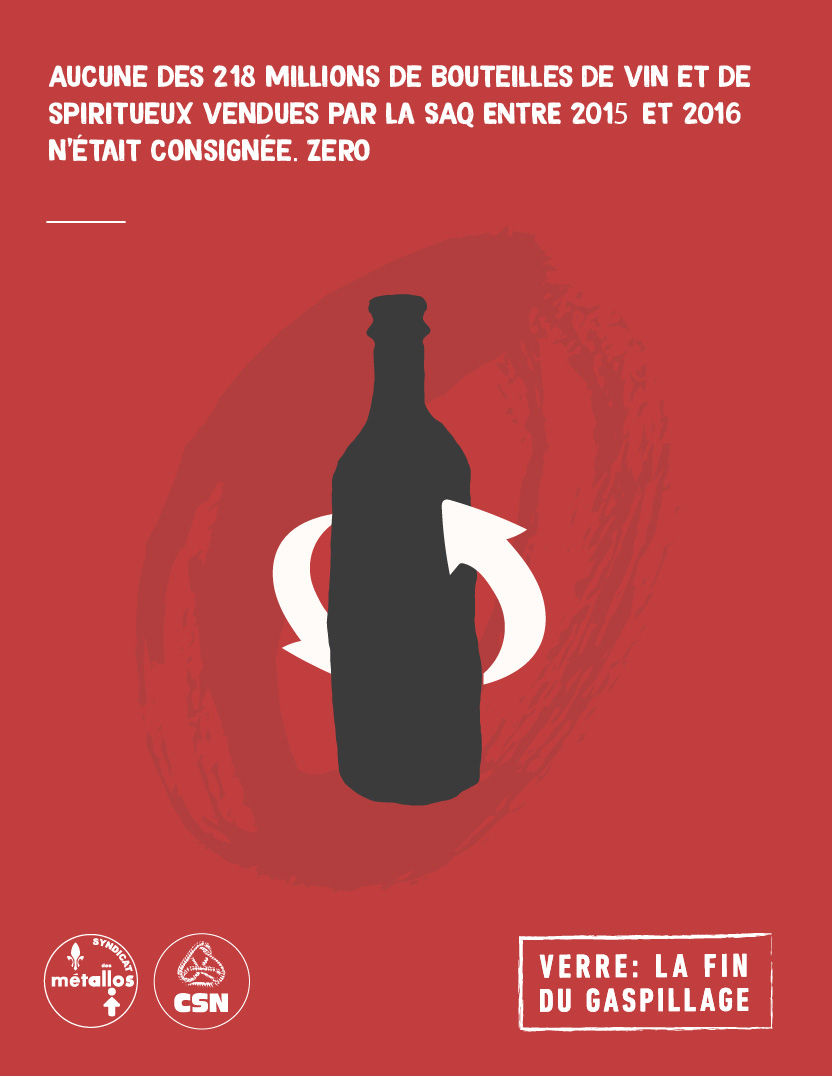 AUCUNE DES 218 MILLIONS DE BOUTEILLES DE VIN ET DE
SPIRITUEUX VENDUES PAR LA SAQ ENTRE 2015 ET 2016
N'ÉTAIT CONSIGNÉE. ZERO
SYNDICAT
des
métallos
CSN
VERRE: LA FIN
DU GASPILLAGE